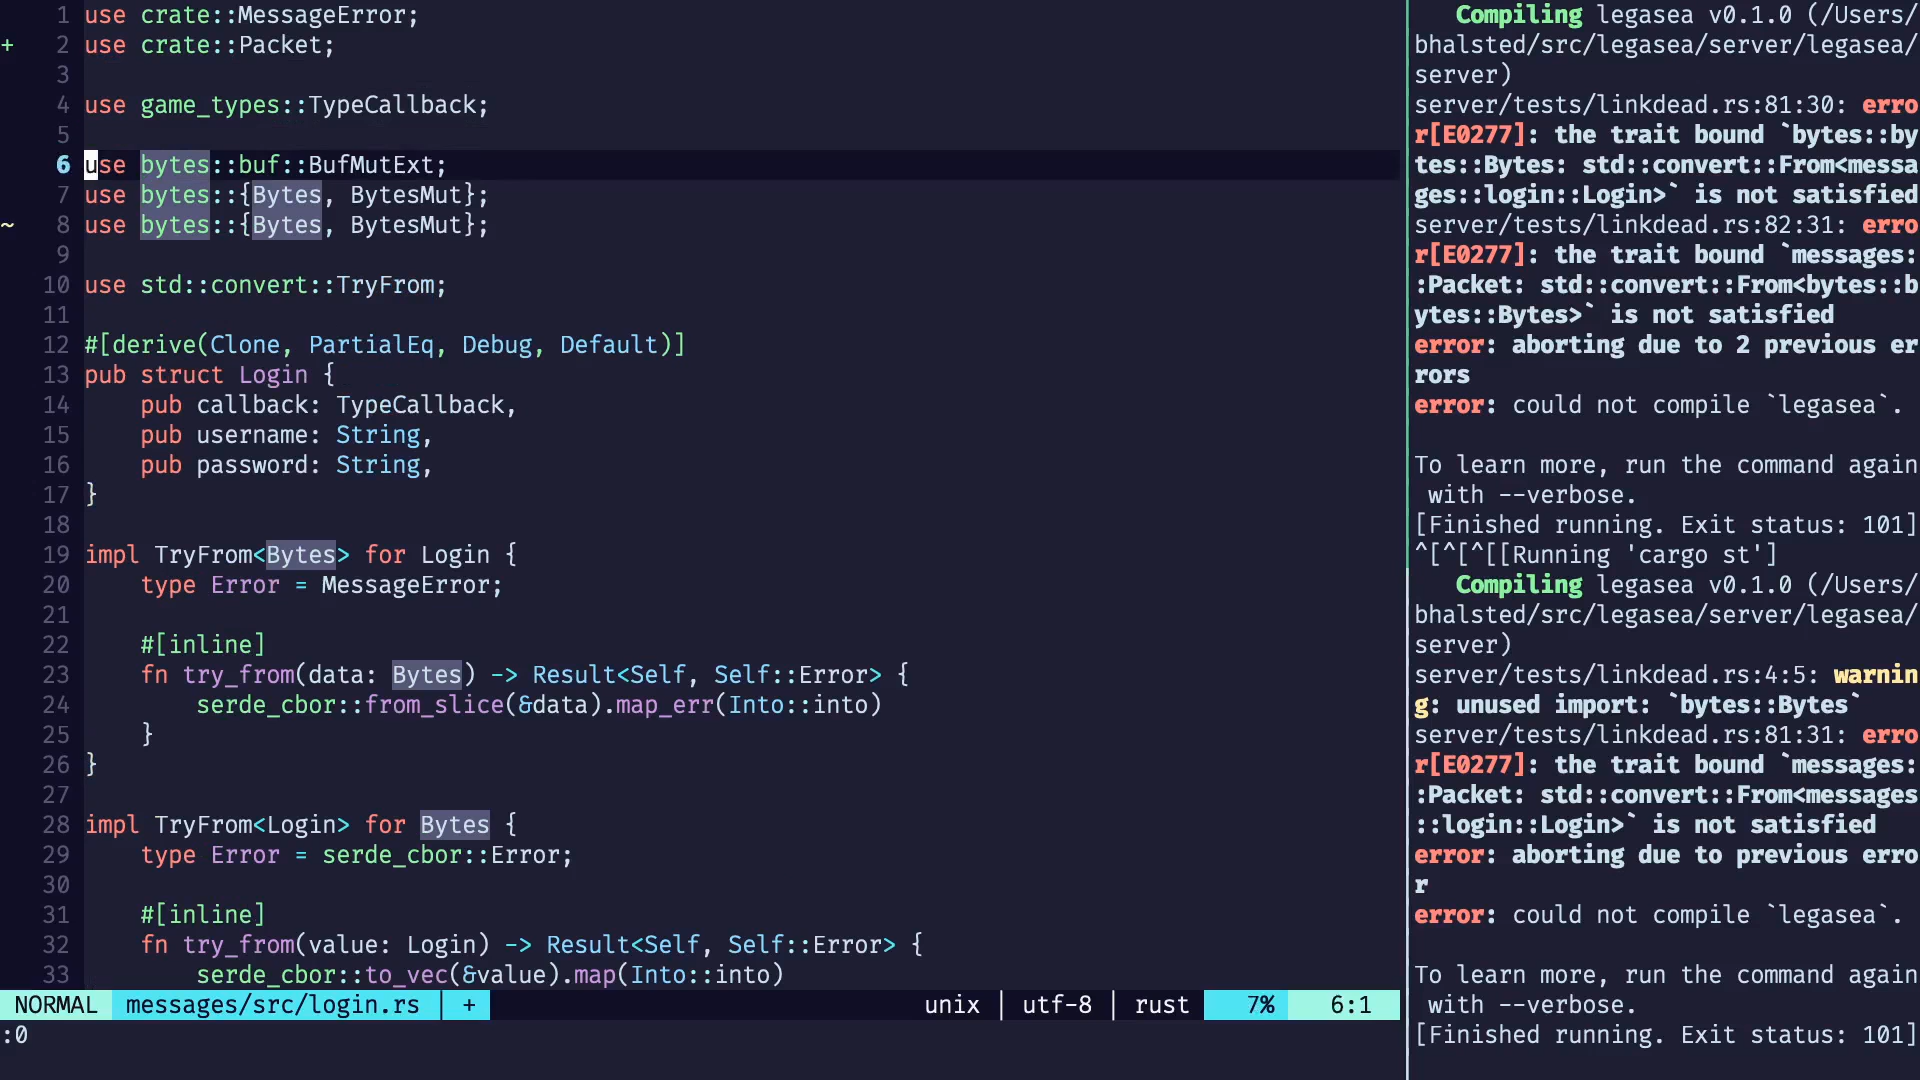 1 use crate::MessageError;
+ 2 use crate::Packet;
3
4 use game_types::TypeCallback;
5
6 use bytes::buf::BufMutExt;
7 use bytes::{Bytes, BytesMut};
~ 8 use bytes::{Bytes, BytesMut};
9
10 use std::convert::TryFrom;
11
12 #[derive(Clone, PartialEq, Debug, Default)]
13 pub struct Login {
14     pub callback: TypeCallback,
15     pub username: String,
16     pub password: String,
17 }
18
19 impl TryFrom<Bytes> for Login {
20     type Error = MessageError;
21
22     #[inline]
23     fn try_from(data: Bytes) -> Result<Self, Self::Error> {
24         serde_cbor::from_slice(&data).map_err(Into::into)
25     }
26 }
27
28 impl TryFrom<Login> for Bytes {
29     type Error = serde_cbor::Error;
30
31     #[inline]
32     fn try_from(value: Login) -> Result<Self, Self::Error> {
33         serde_cbor::to_vec(&value).map(Into::into)
NORMAL messages/src/login.rs │ + unix │ utf-8 │ rust 7% 6:1
:0
   Compiling legasea v0.1.0 (/Users/
bhalsted/src/legasea/server/legasea/
server)
server/tests/linkdead.rs:81:30: erro
r[E0277]: the trait bound `bytes::by
tes::Bytes: std::convert::From<messa
ges::login::Login>` is not satisfied
server/tests/linkdead.rs:82:31: erro
r[E0277]: the trait bound `messages:
:Packet: std::convert::From<bytes::b
ytes::Bytes>` is not satisfied
error: aborting due to 2 previous er
rors
error: could not compile `legasea`.
To learn more, run the command again
 with --verbose.
[Finished running. Exit status: 101]
^[^[^[[Running 'cargo st']
   Compiling legasea v0.1.0 (/Users/
bhalsted/src/legasea/server/legasea/
server)
server/tests/linkdead.rs:4:5: warnin
g: unused import: `bytes::Bytes`
server/tests/linkdead.rs:81:31: erro
r[E0277]: the trait bound `messages:
:Packet: std::convert::From<messages
::login::Login>` is not satisfied
error: aborting due to previous erro
r
error: could not compile `legasea`.
To learn more, run the command again
 with --verbose.
[Finished running. Exit status: 101]